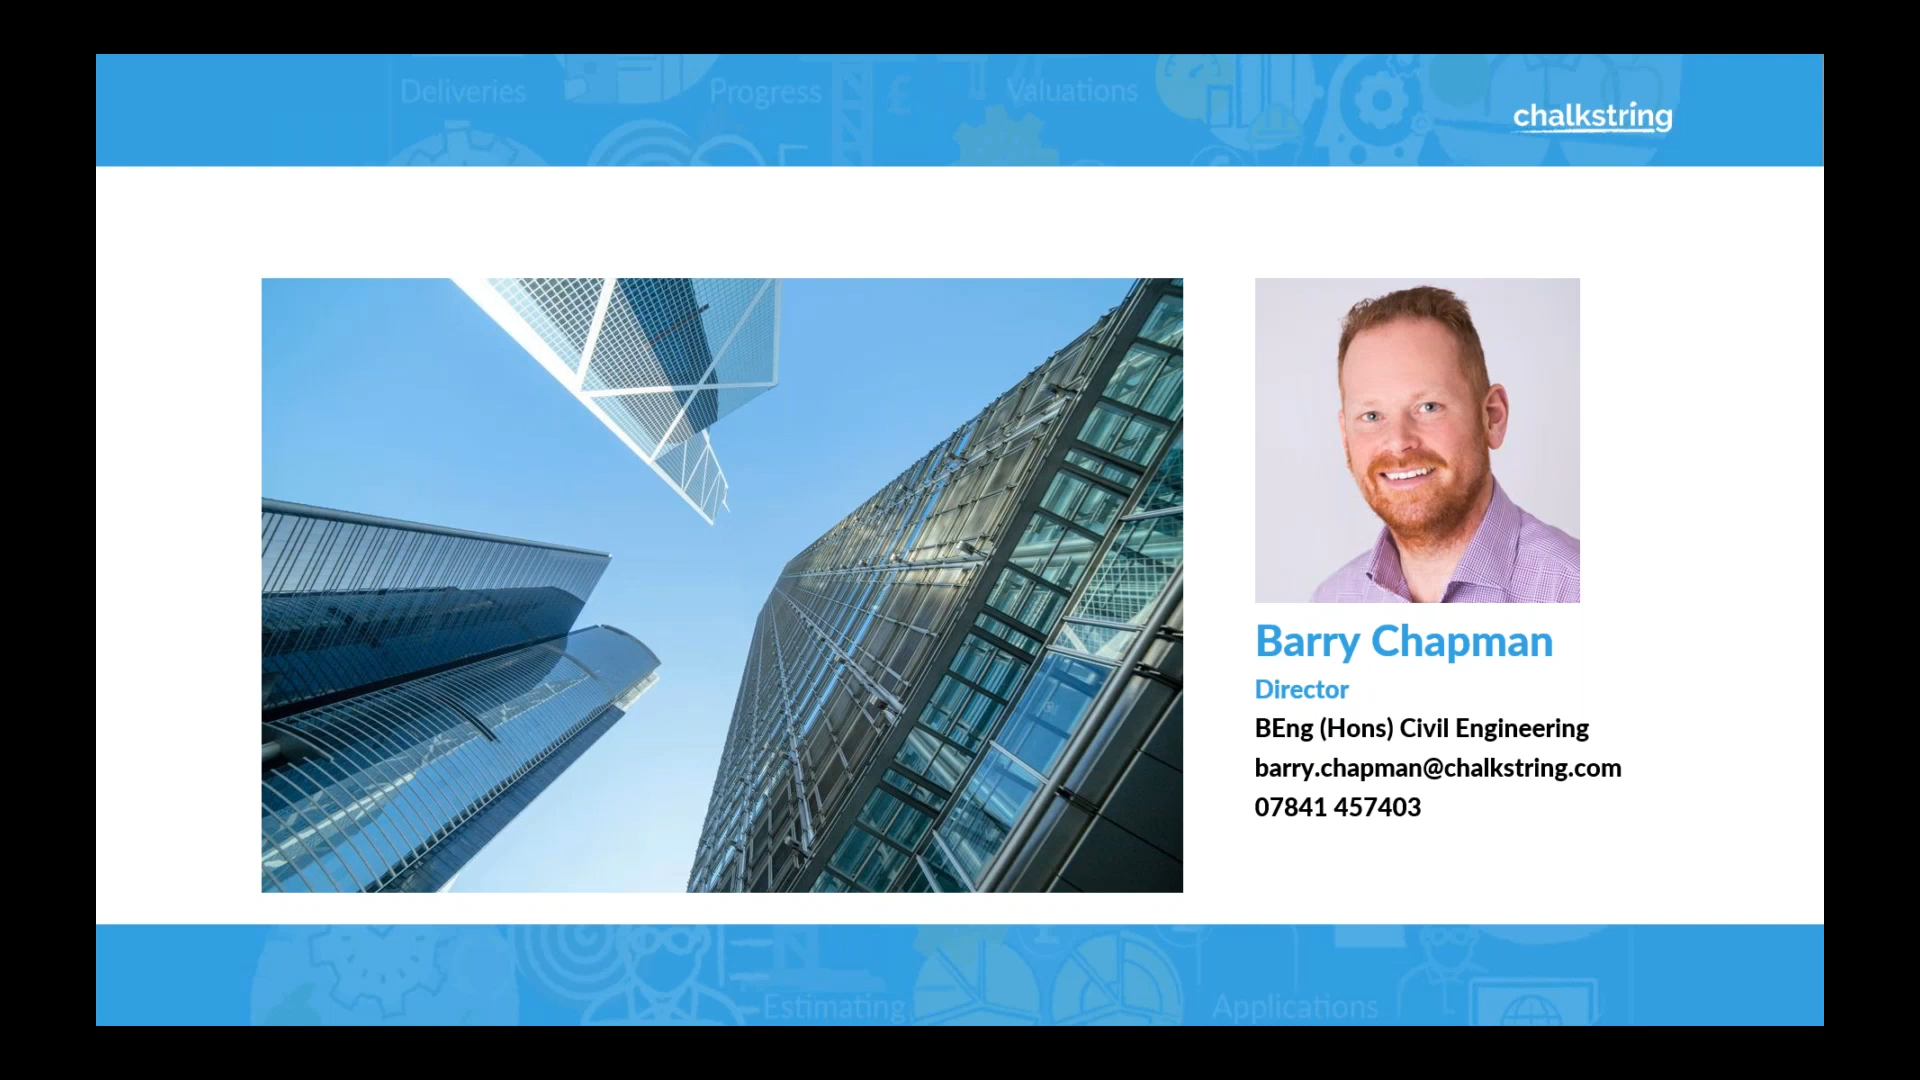 Deliveries
Progress
£
Valuations
chalkstring
Barry Chapman
Director
BEng (Hons) Civil Engineering
barry.chapman@chalkstring.com
07841 457403
Estimating
Applications